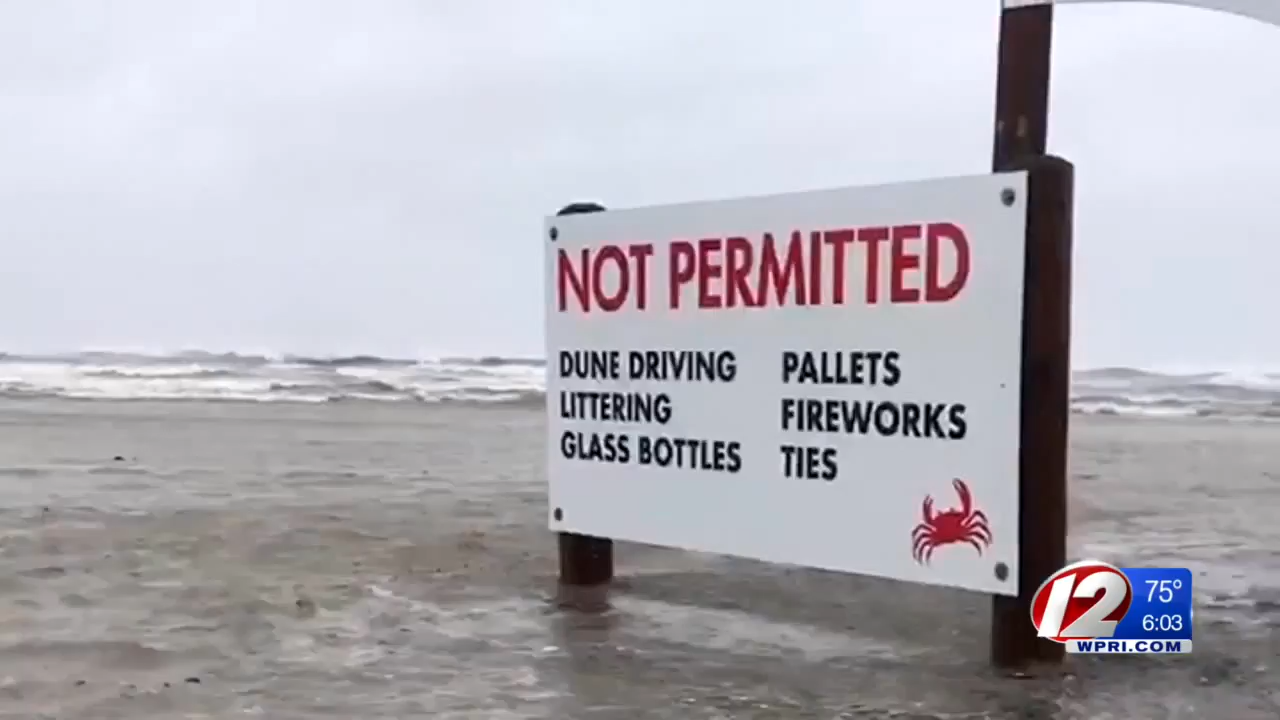 NOT PERMITTED
DUNE DRIVING
LITTERING
GLASS BOTTLES
PALLETS
FIREWORKS
TIES
12
75°
6:03
WPRI.COM